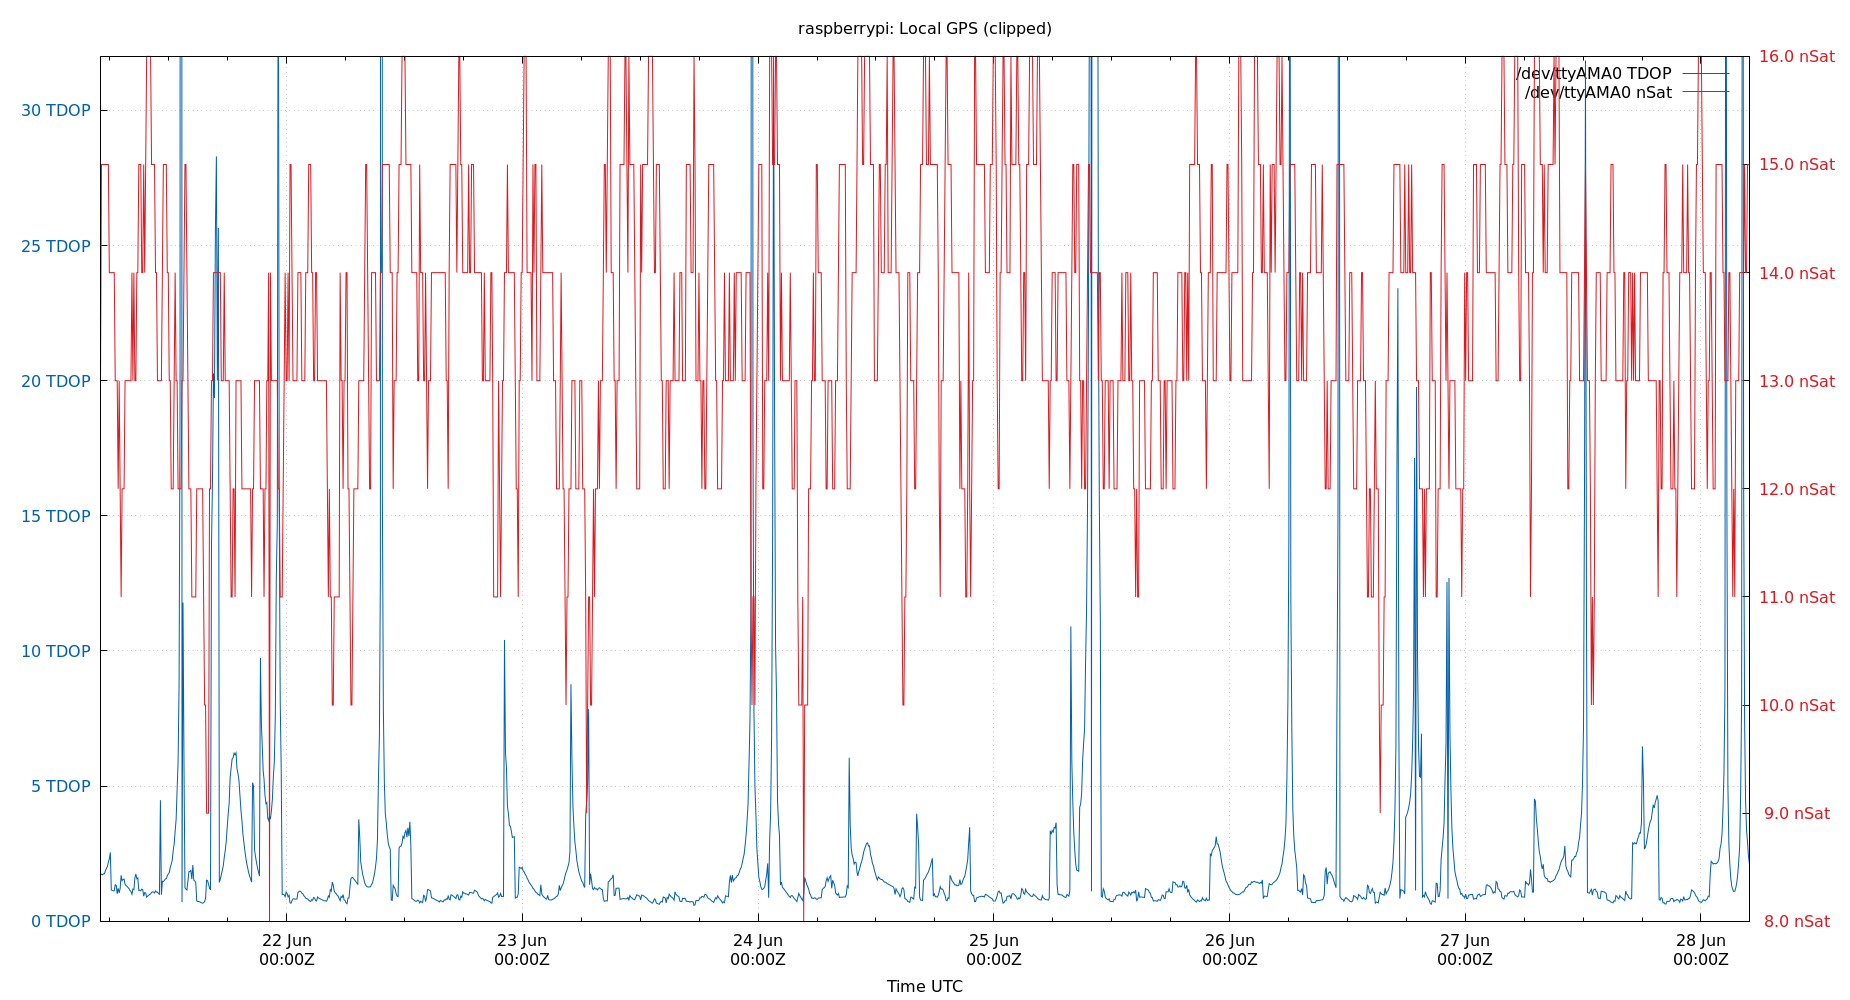 raspberrypi: Local GPS (clipped)
/dev/ttyAMA0 TDOP
/dev/ttyAMA0 nSat
30 TDOP
25 TDOP
20 TDOP
15 TDOP
10 TDOP
5 TDOP
0 TDOP
16.0 nSat
15.0 nSat
14.0 nSat
13.0 nSat
12.0 nSat
11.0 nSat
10.0 nSat
9.0 nSat
8.0 nSat
22 Jun
00:00Z
23 Jun
00:00Z
24 Jun
00:00Z
25 Jun
00:00Z
26 Jun
00:00Z
27 Jun
00:00Z
28 Jun
00:00Z
Time UTC